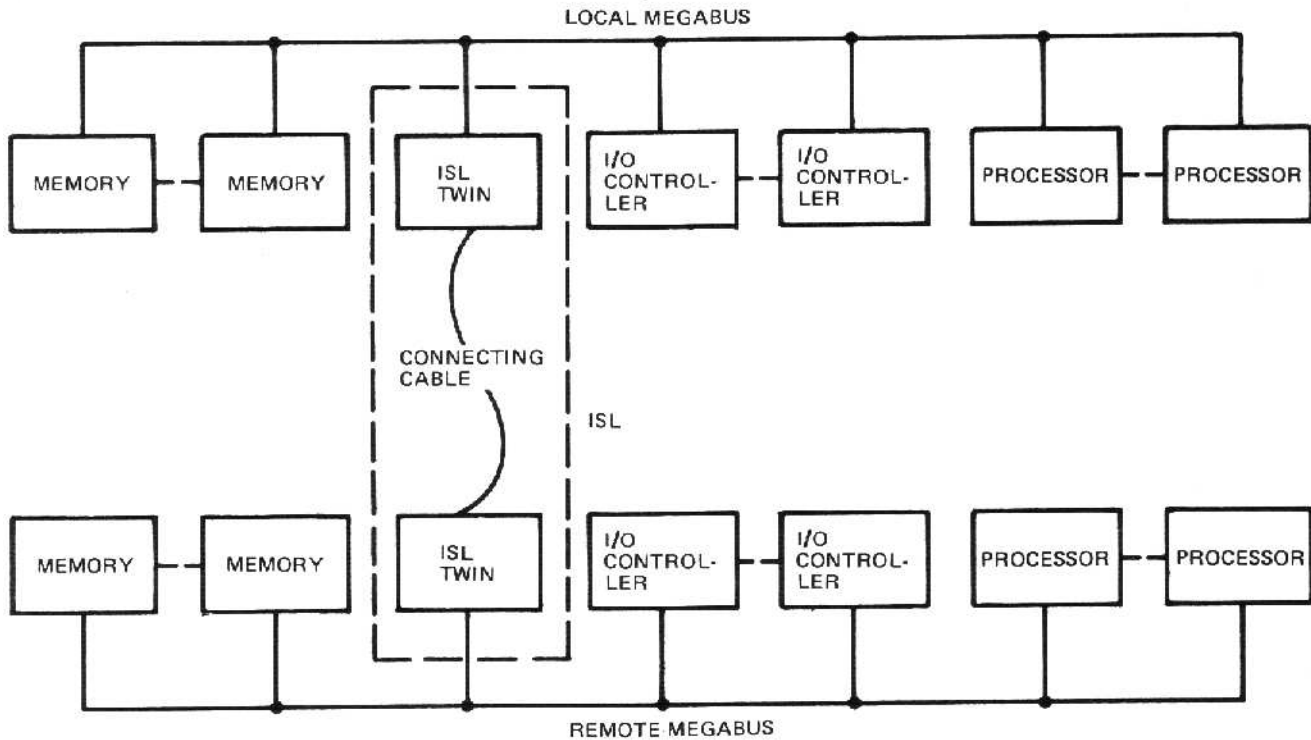 LOCAL MEGABUS
MEMORY
MEMORY
ISL
TWIN
I/O
CONTROL-
LER
I/O
CONTROL-
LER
PROCESSOR
PROCESSOR
CONNECTING
CABLE
ISL
MEMORY
MEMORY
ISL
TWIN
I/O
CONTROL-
LER
I/O
CONTROL-
LER
PROCESSOR
PROCESSOR
REMOTE MEGABUS